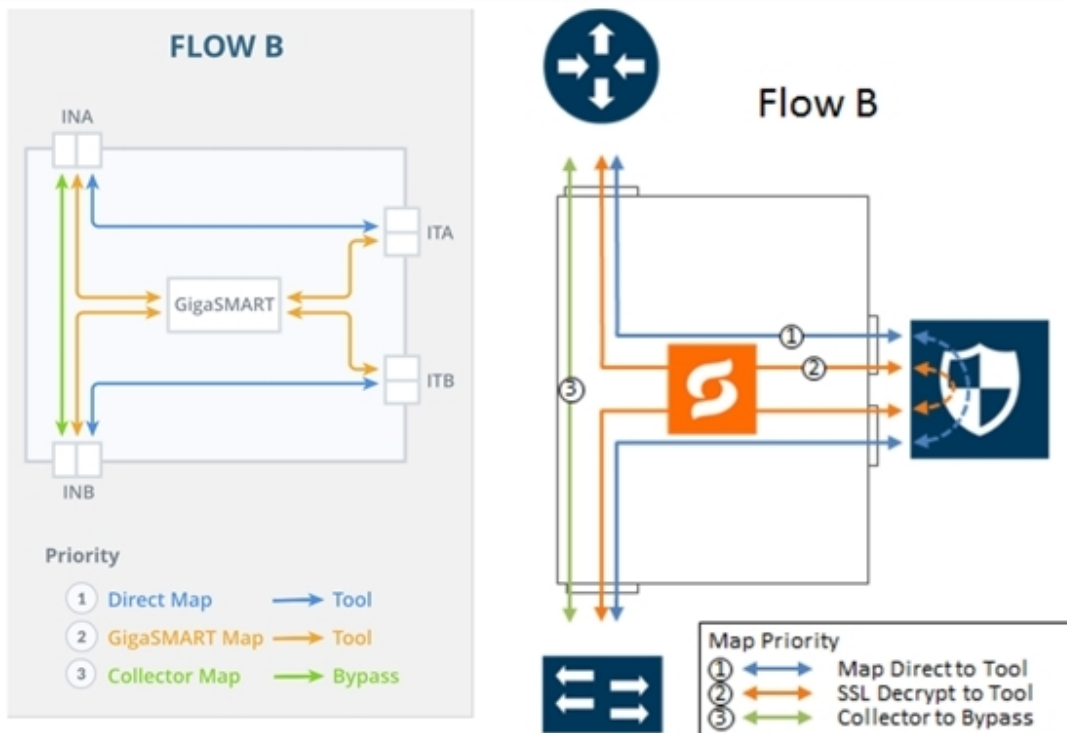 FLOW B
INA
ITA
GigaSMART
ITB
INB
Priority
1 Direct Map Tool
2 GigaSMART Map Tool
3 Collector Map Bypass
Flow B
1
2
3
Map Priority
1 Map Direct to Tool
2 SSL Decrypt to Tool
3 Collector to Bypass